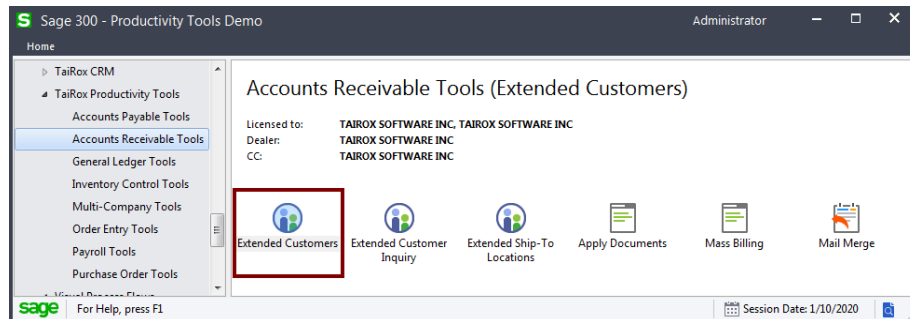 S Sage 300 - Productivity Tools Demo Administrator
Home
TaiRox CRM
TaiRox Productivity Tools
Accounts Payable Tools
Accounts Receivable Tools
General Ledger Tools
Inventory Control Tools
Multi-Company Tools
Order Entry Tools
Payroll Tools
Purchase Order Tools
Visual Process Flows
Accounts Receivable Tools (Extended Customers)
Licensed to: TAIROX SOFTWARE INC, TAIROX SOFTWARE INC
Dealer: TAIROX SOFTWARE INC
CC: TAIROX SOFTWARE INC
Extended Customers
Extended Customer
Inquiry
Extended Ship-To
Locations
Apply Documents
Mass Billing
Mail Merge
sage For Help, press F1 Session Date: 1/10/2020